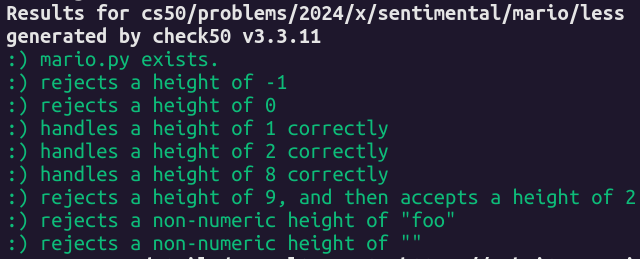 Results for cs50/problems/2024/x/sentimental/mario/less
generated by check50 v3.3.11
:) mario.py exists.
:) rejects a height of -1
:) rejects a height of 0
:) handles a height of 1 correctly
:) handles a height of 2 correctly
:) handles a height of 8 correctly
:) rejects a height of 9, and then accepts a height of 2
:) rejects a non-numeric height of "foo"
:) rejects a non-numeric height of ""